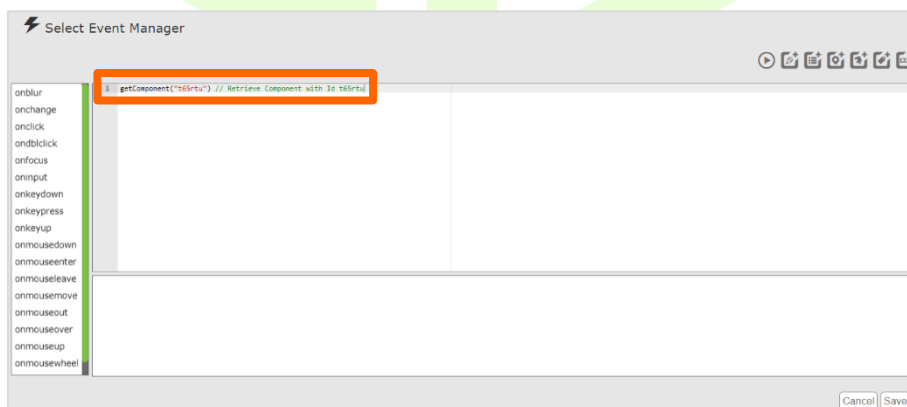 Select Event Manager
1 getComponent("t65rtu") // Retrieve Component with Id t65rtu
onblur
onchange
onclick
ondblclick
onfocus
oninput
onkeydown
onkeypress
onkeyup
onmousedown
onmouseenter
onmouseleave
onmousemove
onmouseout
onmouseover
onmouseup
onmousewheel
Cancel Save